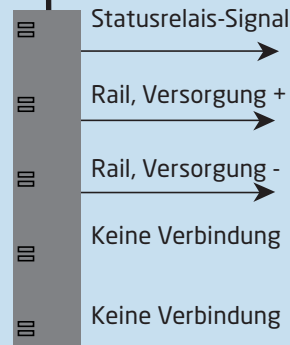 Statusrelais-Signal
Rail, Versorgung +
Rail, Versorgung -
Keine Verbindung
Keine Verbindung